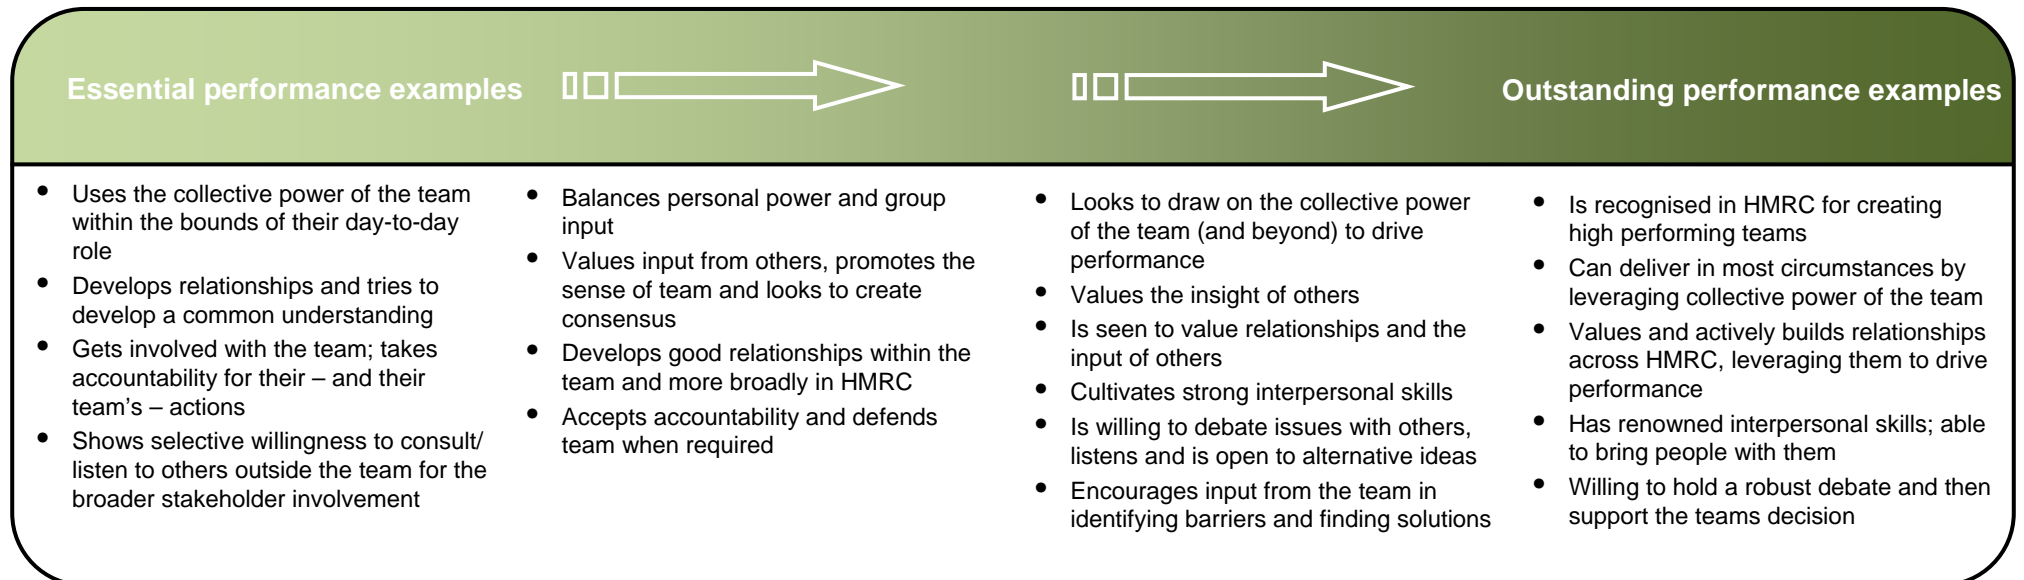 Essential performance examples
Outstanding performance examples
• Uses the collective power of the team
within the bounds of their day-to-day
role
• Develops relationships and tries to
develop a common understanding
• Gets involved with the team; takes
accountability for their – and their
team's – actions
• Shows selective willingness to consult/
listen to others outside the team for the
broader stakeholder involvement
• Balances personal power and group
input
• Values input from others, promotes the
sense of team and looks to create
consensus
• Develops good relationships within the
team and more broadly in HMRC
• Accepts accountability and defends
team when required
• Looks to draw on the collective power
of the team (and beyond) to drive
performance
• Values the insight of others
• Is seen to value relationships and the
input of others
• Cultivates strong interpersonal skills
• Is willing to debate issues with others,
listens and is open to alternative ideas
• Encourages input from the team in
identifying barriers and finding solutions
• Is recognised in HMRC for creating
high performing teams
• Can deliver in most circumstances by
leveraging collective power of the team
• Values and actively builds relationships
across HMRC, leveraging them to drive
performance
• Has renowned interpersonal skills; able
to bring people with them
• Willing to hold a robust debate and then
support the teams decision